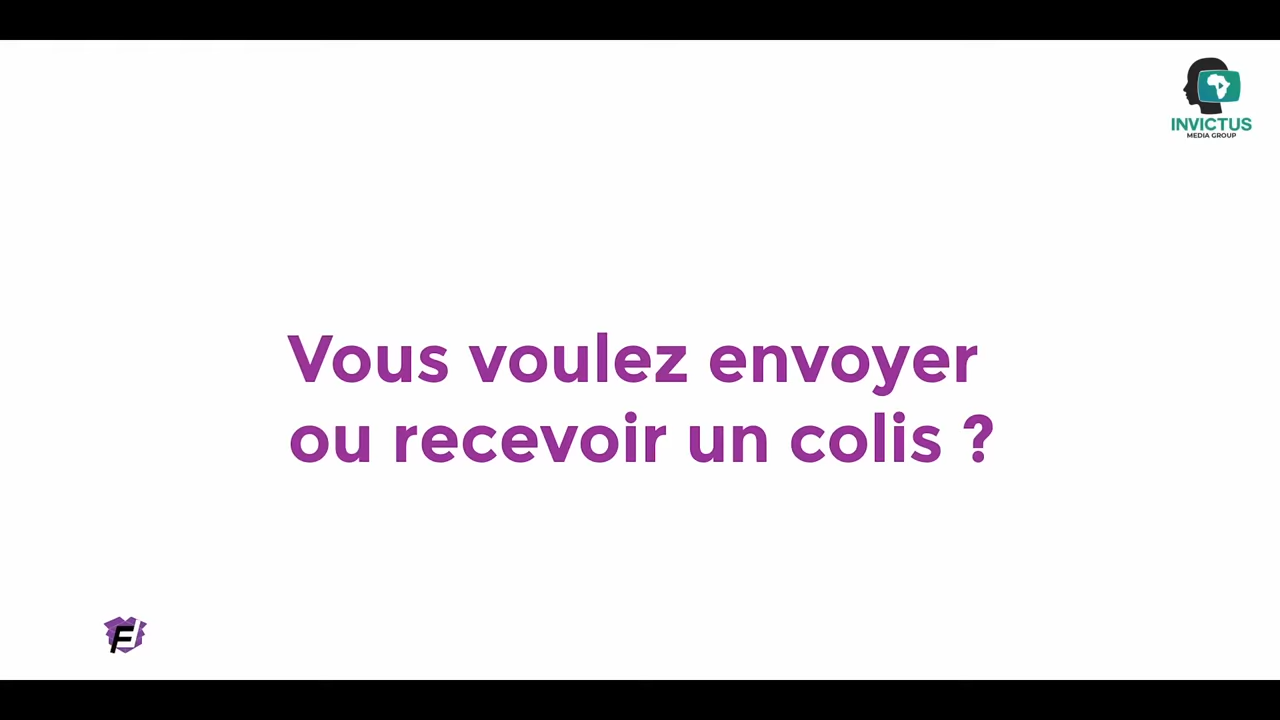 INVICTUS
MEDIA GROUP
Vous voulez envoyer
ou recevoir un colis ?